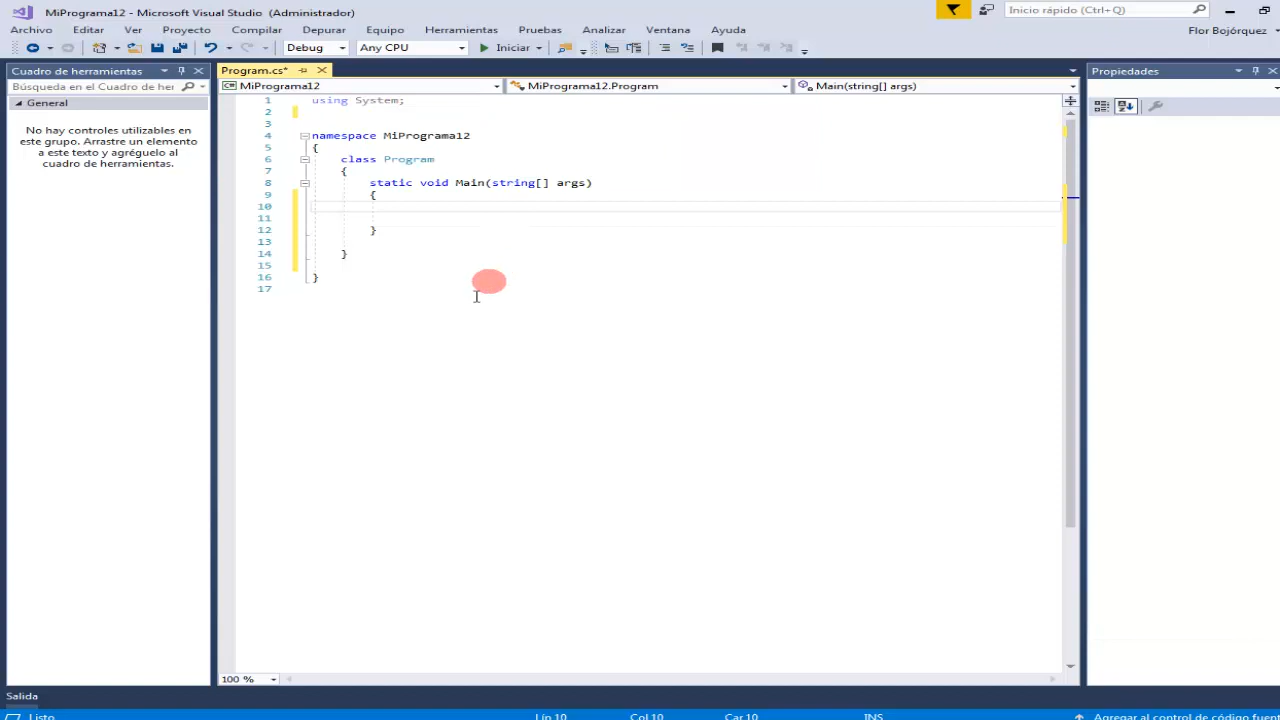 MiPrograma12 - Microsoft Visual Studio (Administrador)
Inicio rápido (Ctrl+Q)
Archivo Editar Ver Proyecto Compilar Depurar Equipo Herramientas Pruebas Analizar Ventana Ayuda
Flor Bojórquez
Debug Any CPU Iniciar
Cuadro de herramientas
Program.cs*
Propiedades
Búsqueda en el Cuadro de her
MiPrograma12 MiPrograma12.Program Main(string[] args)
General
No hay controles utilizables en
este grupo. Arrastre un elemento
a este texto y agréguelo al
cuadro de herramientas.
1 using System;
2
3
4 namespace MiPrograma12
5 {
6 class Program
7 {
8 static void Main(string[] args)
9 {
10
11
12 }
13
14 }
15
16 }
17
100 %
Salida
Listo Lín 10 Col 10 Car 10 INS Agregar al control de código fuent